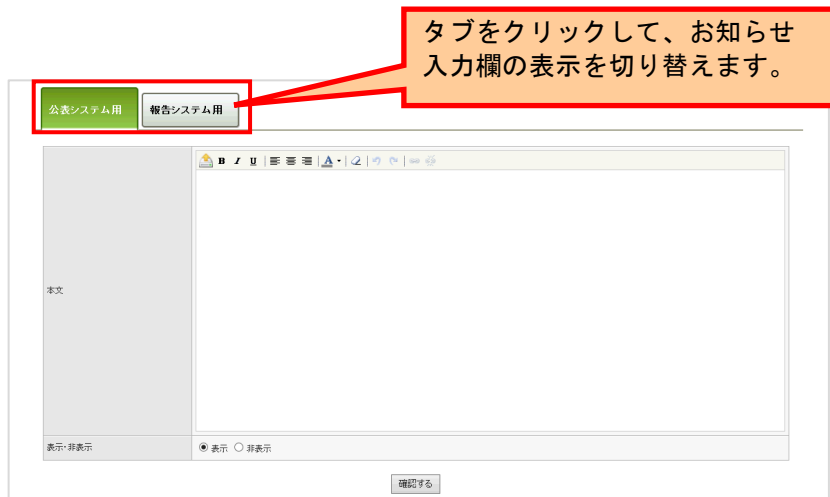 タブをクリックして、お知らせ
入力欄の表示を切り替えます。
公表システム用 報告システム用
B I U A
本文
表示・非表示 表示 非表示
確認する